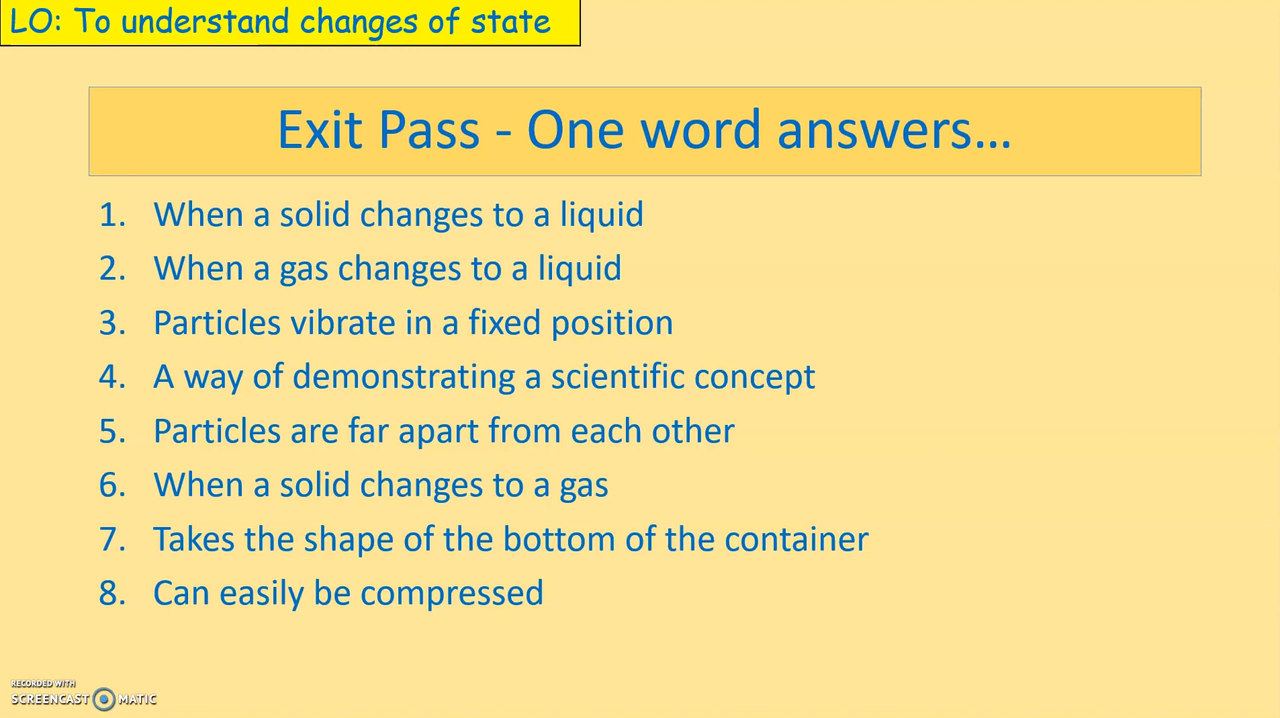 LO: To understand changes of state
Exit Pass - One word answers…
1. When a solid changes to a liquid
2. When a gas changes to a liquid
3. Particles vibrate in a fixed position
4. A way of demonstrating a scientific concept
5. Particles are far apart from each other
6. When a solid changes to a gas
7. Takes the shape of the bottom of the container
8. Can easily be compressed
RECORDED WITH
SCREENCAST MATIC